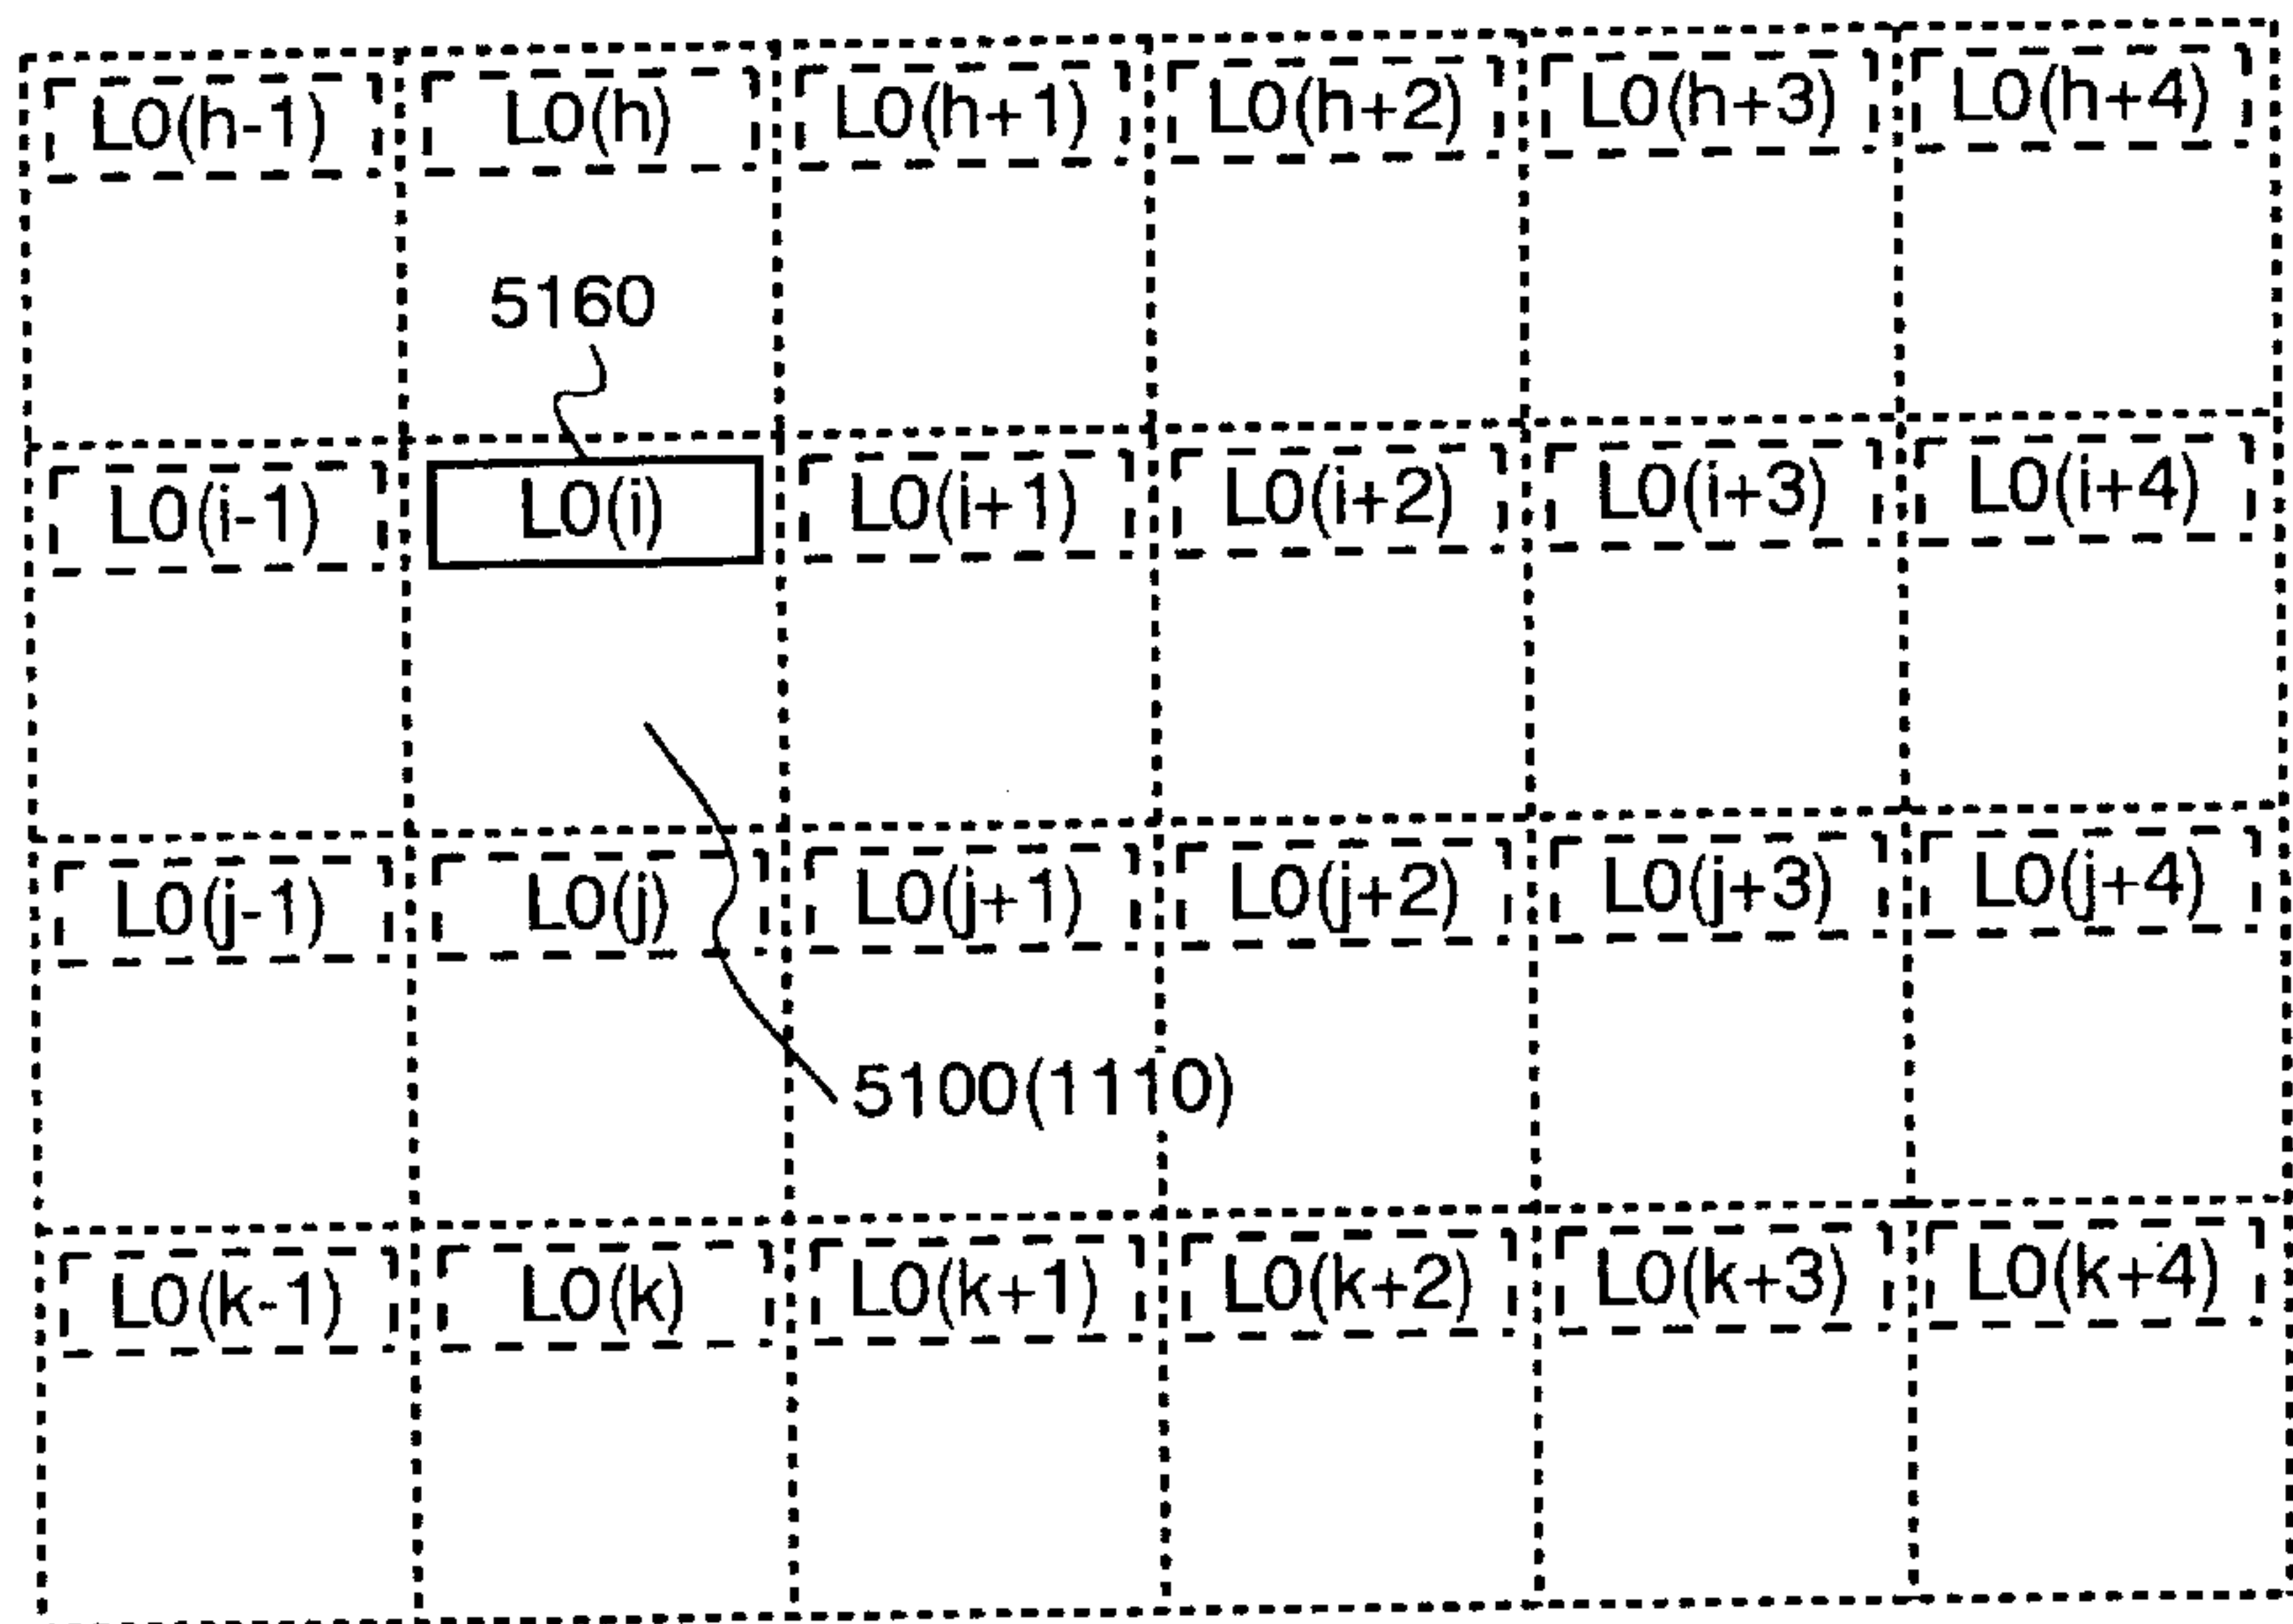 L0(h-1) L0(h) L0(h+1) L0(h+2) L0(h+3) L0(h+4)
5160
L0(i-1) L0(i) L0(i+1) L0(i+2) L0(i+3) L0(i+4)
L0(j-1) L0(j) L0(j+1) L0(j+2) L0(j+3) L0(j+4)
5100(1110)
L0(k-1) L0(k) L0(k+1) L0(k+2) L0(k+3) L0(k+4)